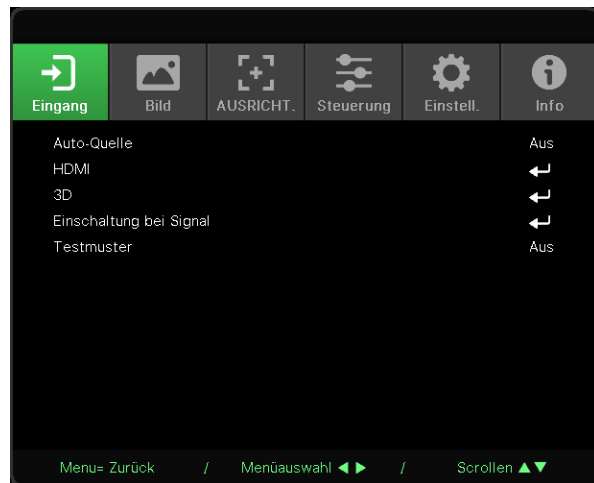 Eingang Bild AUSRICHT. Steuerung Einstell. Info
Auto-Quelle Aus
HDMI
3D
Einschaltung bei Signal
Testmuster Aus
Menu= Zurück / Menüauswahl ◀ ▶ / Scrollen ▲▼